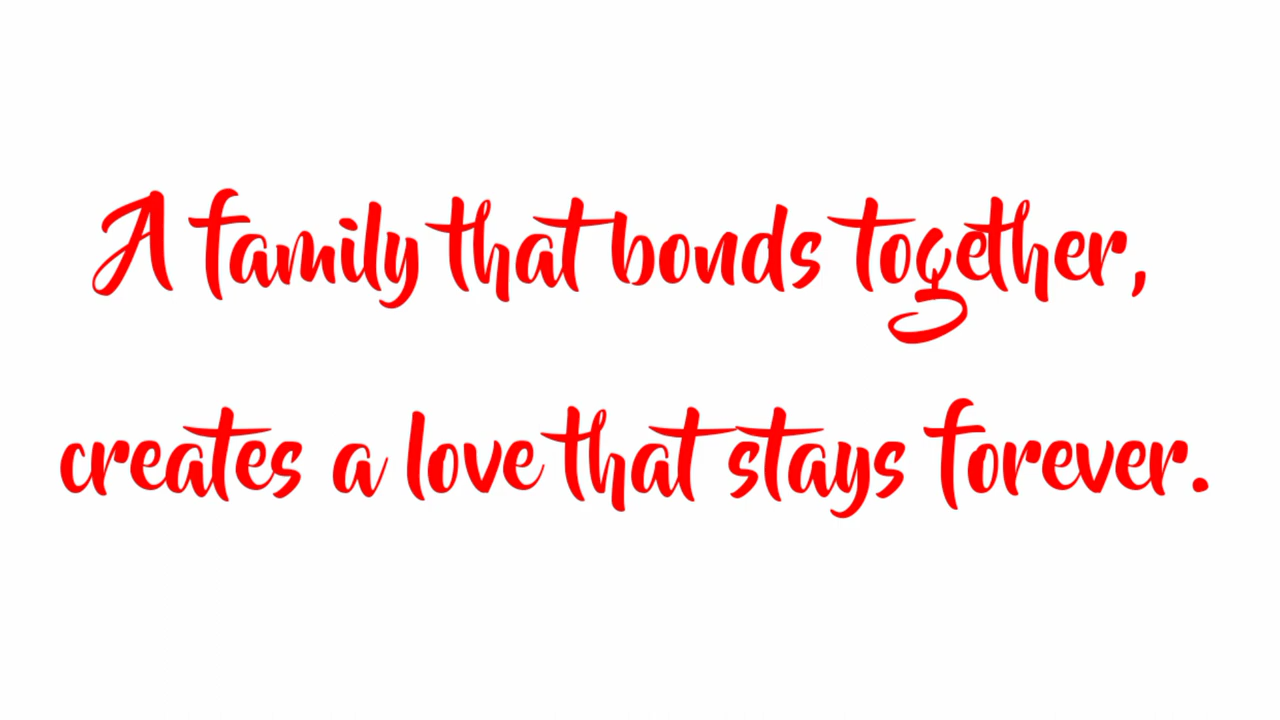 A family that bonds together,
creates a love that stays forever.